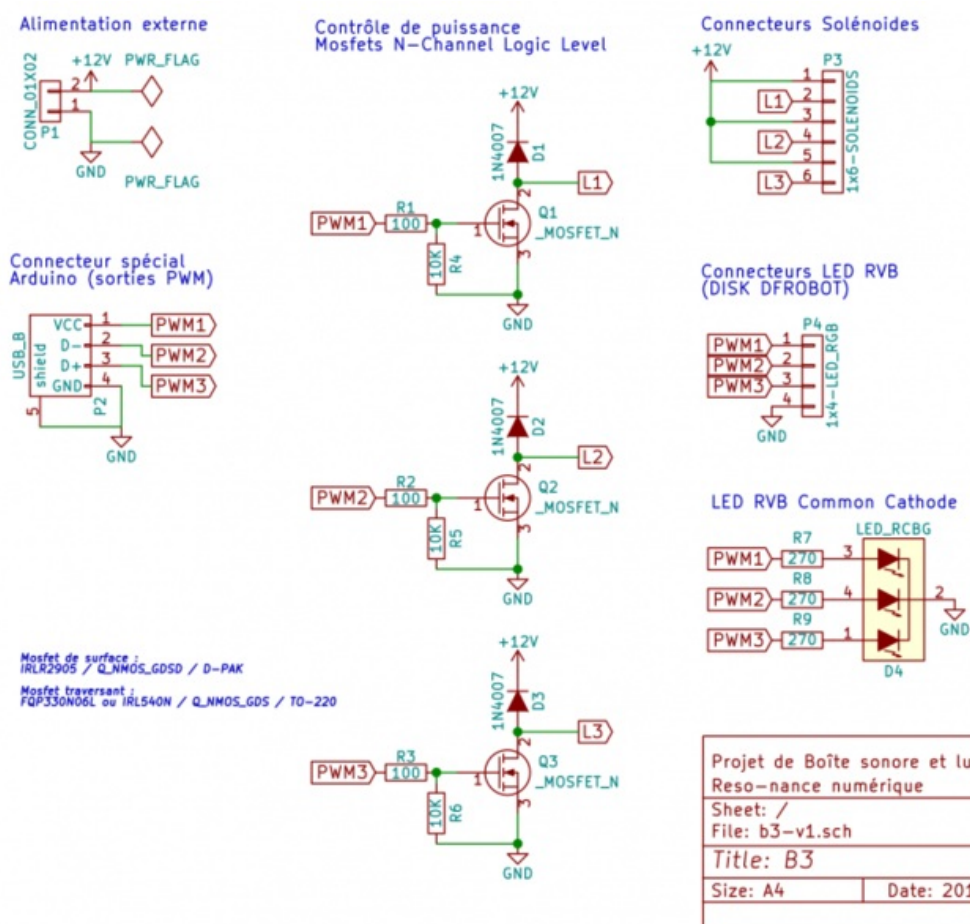 Alimentation externe
+12V
PWR_FLAG
CONN_01X02
2
1
P1
GND
PWR_FLAG
Connecteur spécial
Arduino (sorties PWM)
USB_B
shield
VCC
D-
D+
GND
1
2
3
4
5
P2
PWM1
PWM2
PWM3
GND
Mosfet de surface :
IRLR2905 / Q_NMOS_GDSD / D-PAK
Mosfet traversant :
FQP330N06L ou IRL540N / Q_NMOS_GDS / TO-220
Contrôle de puissance
Mosfets N-Channel Logic Level
+12V
1N4007
D1
L1
2
PWM1
R1
100
1
Q1
_MOSFET_N
10K
R4
3
GND
+12V
1N4007
D2
L2
2
PWM2
R2
100
1
Q2
_MOSFET_N
10K
R5
3
GND
+12V
1N4007
D3
L3
2
PWM3
R3
100
1
Q3
_MOSFET_N
10K
R6
3
GND
Connecteurs Solénoides
+12V
P3
1
L1
2
3
L2
4
5
L3
6
1x6-SOLENOIDS
Connecteurs LED RVB
(DISK DFROBOT)
P4
PWM1
1
PWM2
2
PWM3
3
4
1x4-LED_RGB
GND
LED RVB Common Cathode
LED_RCBG
R7
PWM1
270
3
R8
PWM2
270
4
2
R9
PWM3
270
1
GND
D4
Projet de Boîte sonore et lu
Reso-nance numérique
Sheet: /
File: b3-v1.sch
Title: B3
Size: A4
Date: 201